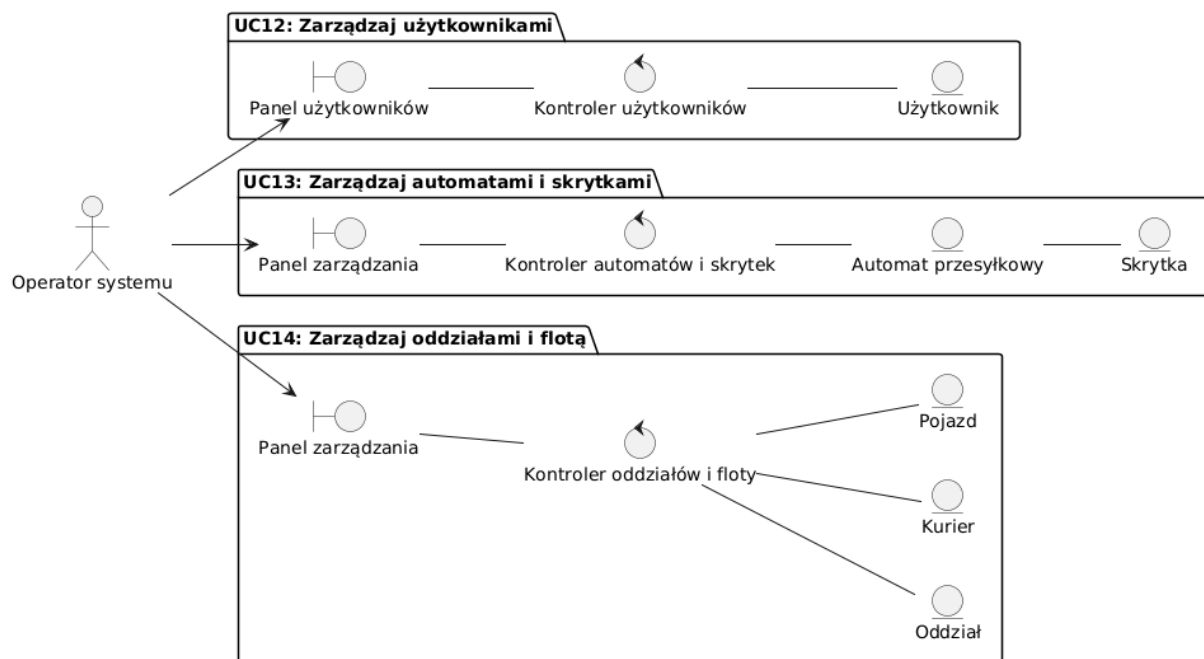 UC12: Zarządzaj użytkownikami
Panel użytkowników
Kontroler użytkowników
Użytkownik
UC13: Zarządzaj automatami i skrytkami
Panel zarządzania
Kontroler automatów i skrytek
Automat przesyłkowy
Skrytka
Operator systemu
UC14: Zarządzaj oddziałami i flotą
Pojazd
Panel zarządzania
Kontroler oddziałów i floty
Kurier
Oddział